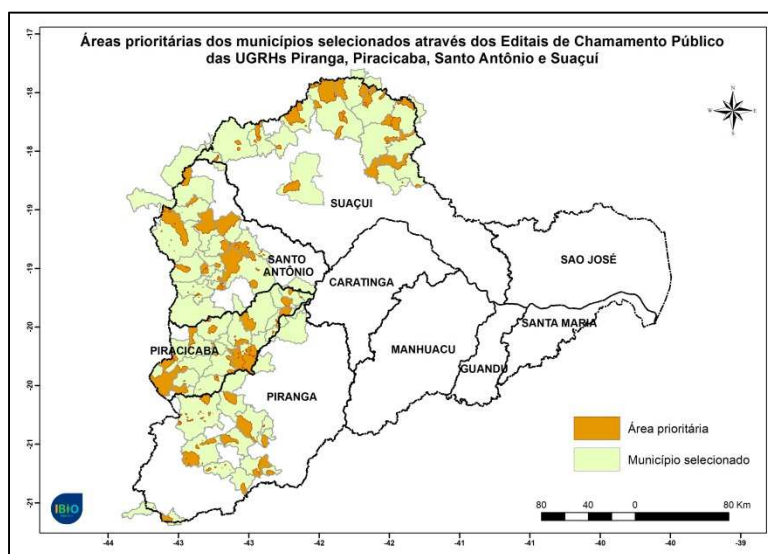 Áreas prioritárias dos municípios selecionados através dos Editais de Chamamento Público
das UGRHs Piranga, Piracicaba, Santo Antônio e Suaçuí
-17
-18
-18
-19
-19
-20
-20
-21
-21
N
W
E
S
SUAÇUI
SANTO
ANTÔNIO
CARATINGA
SAO JOSÉ
SANTA MARIA
PIRACICABA
MANHUACU
GUANDU
PIRANGA
Área prioritária
Município selecionado
IBIO
80 40 0 80 Km
-44 -43 -43 -42 -42 -41 -41 -40 -40 -39